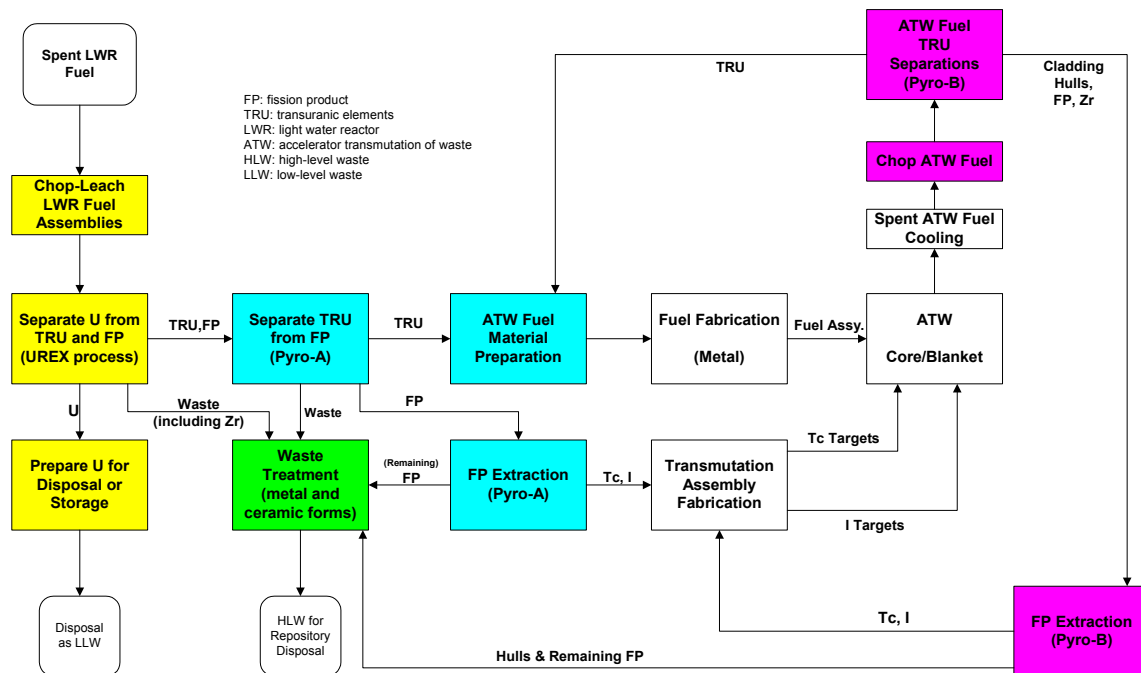 Spent LWR
Fuel
FP: fission product
TRU: transuranic elements
LWR: light water reactor
ATW: accelerator transmutation of waste
HLW: high-level waste
LLW: low-level waste
TRU
ATW Fuel
TRU
Separations
(Pyro-B)
Cladding
Hulls,
FP, Zr
Chop ATW Fuel
Chop-Leach
LWR Fuel
Assemblies
Spent ATW Fuel
Cooling
Separate U from
TRU and FP
(UREX process)
TRU,FP
Separate TRU
from FP
(Pyro-A)
TRU
ATW Fuel
Material
Preparation
Fuel Fabrication
(Metal)
Fuel Assy.
ATW
Core/Blanket
U
Waste
(including Zr)
Waste
FP
Prepare U for
Disposal or
Storage
Waste
Treatment
(metal and
ceramic forms)
(Remaining)
FP
FP Extraction
(Pyro-A)
Tc, I
Transmutation
Assembly
Fabrication
Tc Targets
I Targets
Disposal
as LLW
HLW for
Repository
Disposal
Tc, I
Hulls & Remaining FP
FP Extraction
(Pyro-B)